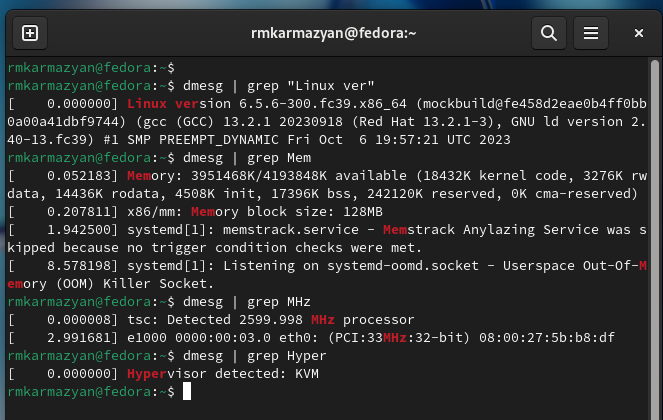 rmkarmazyan@fedora:~
rmkarmazyan@fedora:~$
rmkarmazyan@fedora:~$ dmesg | grep "Linux ver"
[    0.000000] Linux version 6.5.6-300.fc39.x86_64 (mockbuild@fe458d2eae0b4ff0bb
0a00a41dbf9744) (gcc (GCC) 13.2.1 20230918 (Red Hat 13.2.1-3), GNU ld version 2.
40-13.fc39) #1 SMP PREEMPT_DYNAMIC Fri Oct  6 19:57:21 UTC 2023
rmkarmazyan@fedora:~$ dmesg | grep Mem
[    0.052183] Memory: 3951468K/4193848K available (18432K kernel code, 3276K rw
data, 14436K rodata, 4508K init, 17396K bss, 242120K reserved, 0K cma-reserved)
[    0.207811] x86/mm: Memory block size: 128MB
[    1.942500] systemd[1]: memstrack.service - Memstrack Anylazing Service was s
kipped because no trigger condition checks were met.
[    8.578198] systemd[1]: Listening on systemd-oomd.socket - Userspace Out-Of-M
emory (OOM) Killer Socket.
rmkarmazyan@fedora:~$ dmesg | grep MHz
[    0.000008] tsc: Detected 2599.998 MHz processor
[    2.991681] e1000 0000:00:03.0 eth0: (PCI:33MHz:32-bit) 08:00:27:5b:b8:df
rmkarmazyan@fedora:~$ dmesg | grep Hyper
[    0.000000] Hypervisor detected: KVM
rmkarmazyan@fedora:~$